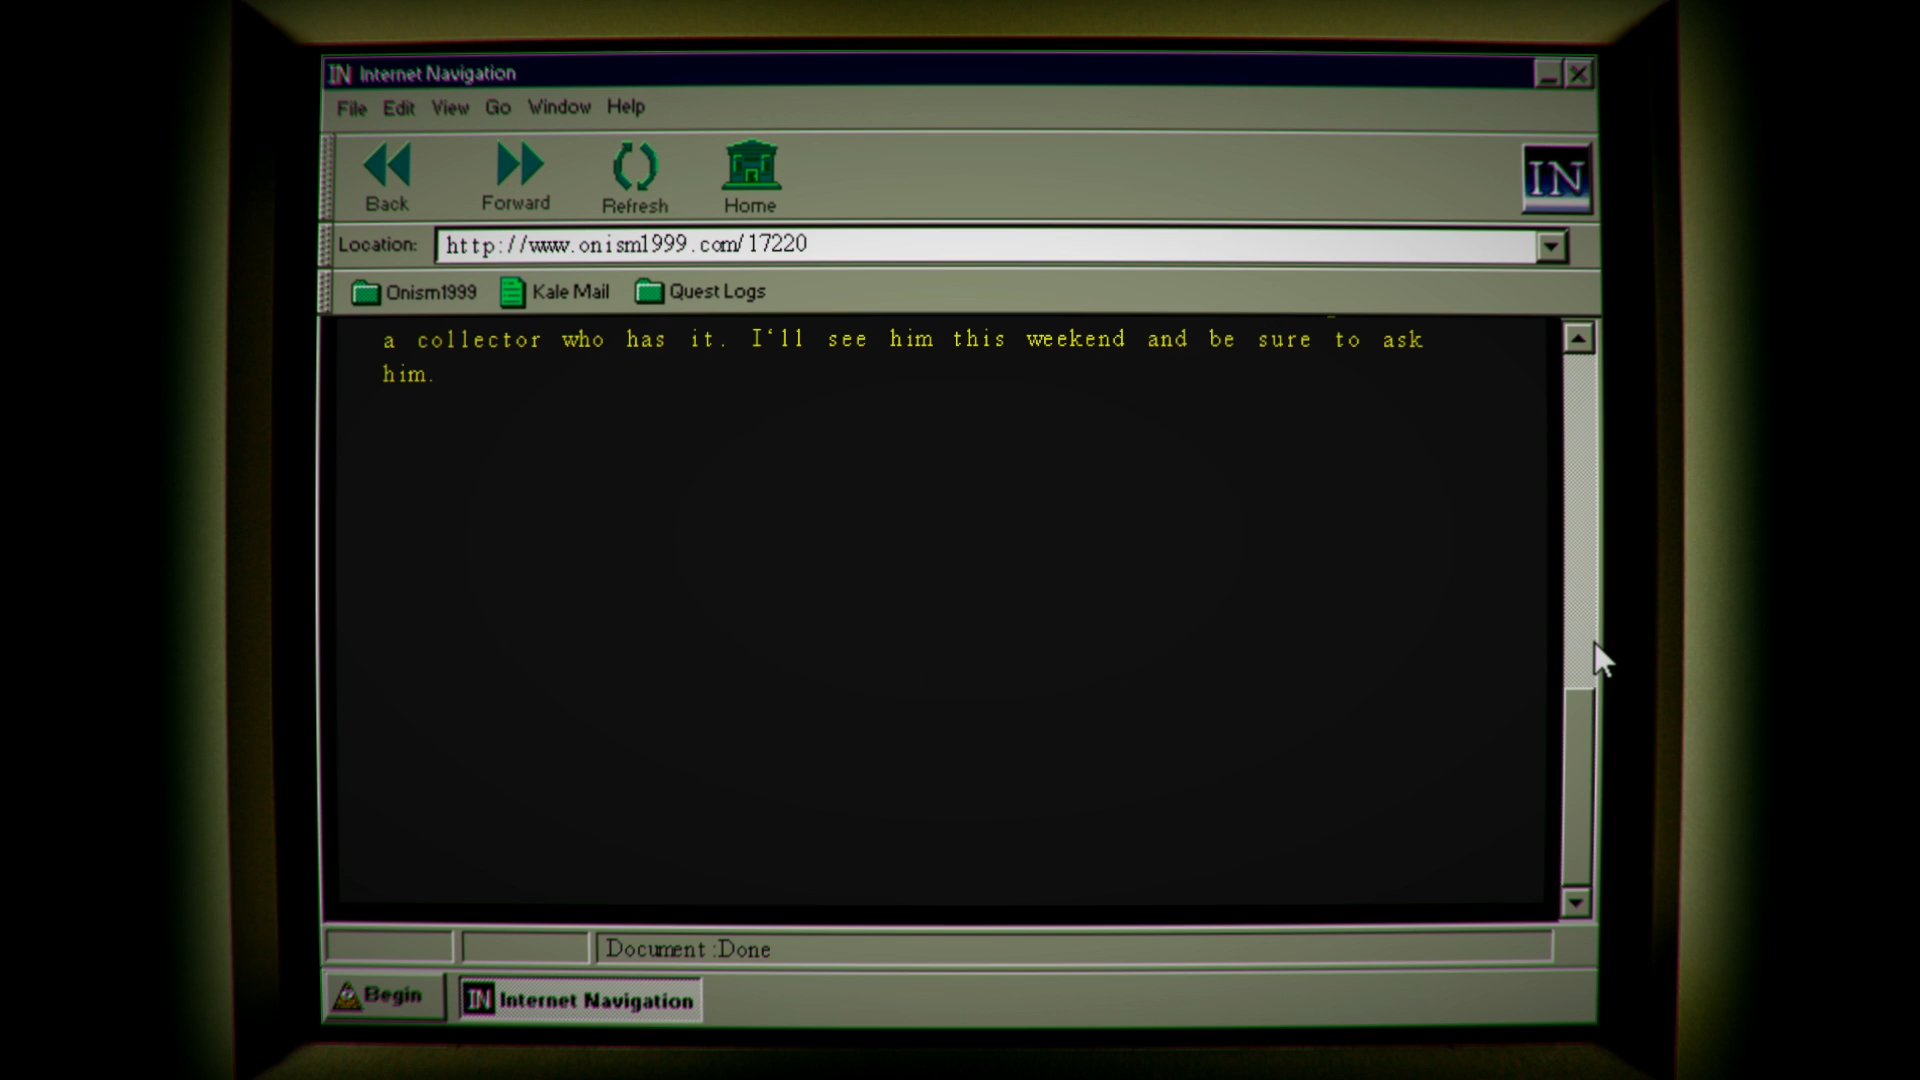 IN Internet Navigation
File Edit View Go Window Help
Back Forward Refresh Home
IN
Location: http://www.onism1999.com/17220
Onism1999 Kale Mail Quest Logs
a collector who has it. I'll see him this weekend and be sure to ask
him.
Document :Done
Begin IN Internet Navigation